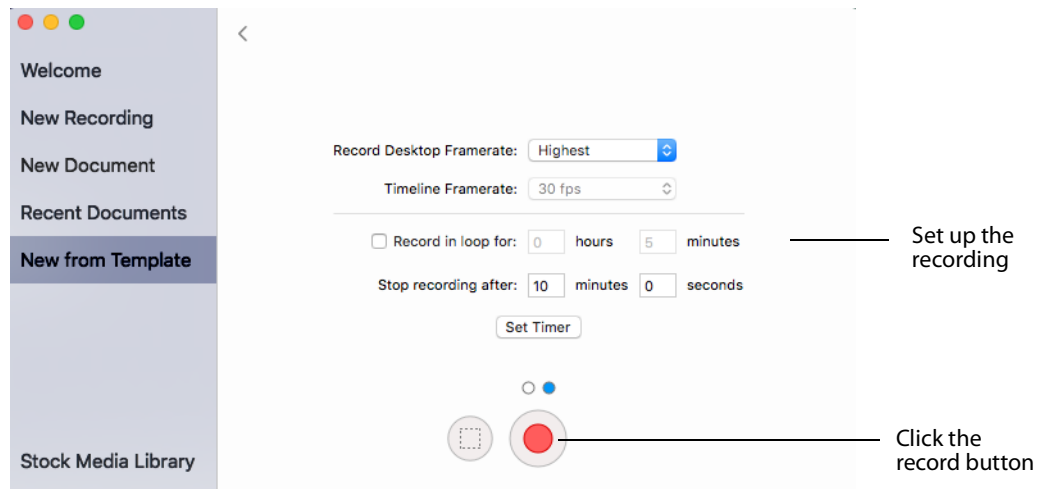 Welcome
New Recording
New Document
Recent Documents
New from Template
Stock Media Library
Record Desktop Framerate: Highest
Timeline Framerate: 30 fps
Record in loop for: 0 hours 5 minutes
Stop recording after: 10 minutes 0 seconds
Set Timer
Set up the
recording
Click the
record button